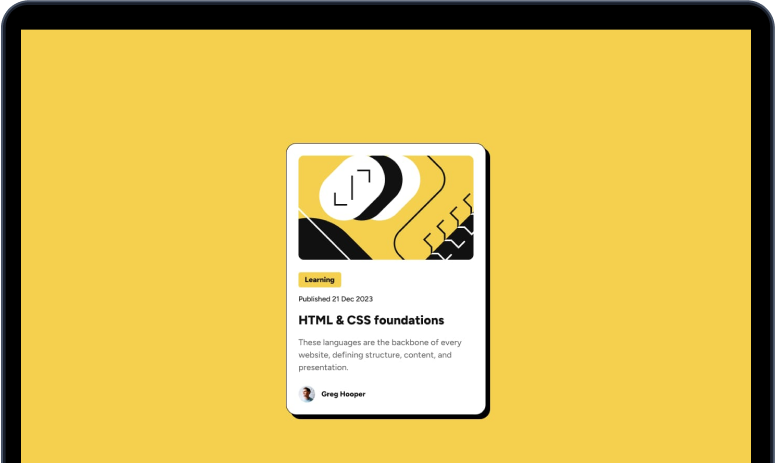 Learning
Published 21 Dec 2023
HTML & CSS foundations
These languages are the backbone of every
website, defining structure, content, and
presentation.
Greg Hooper